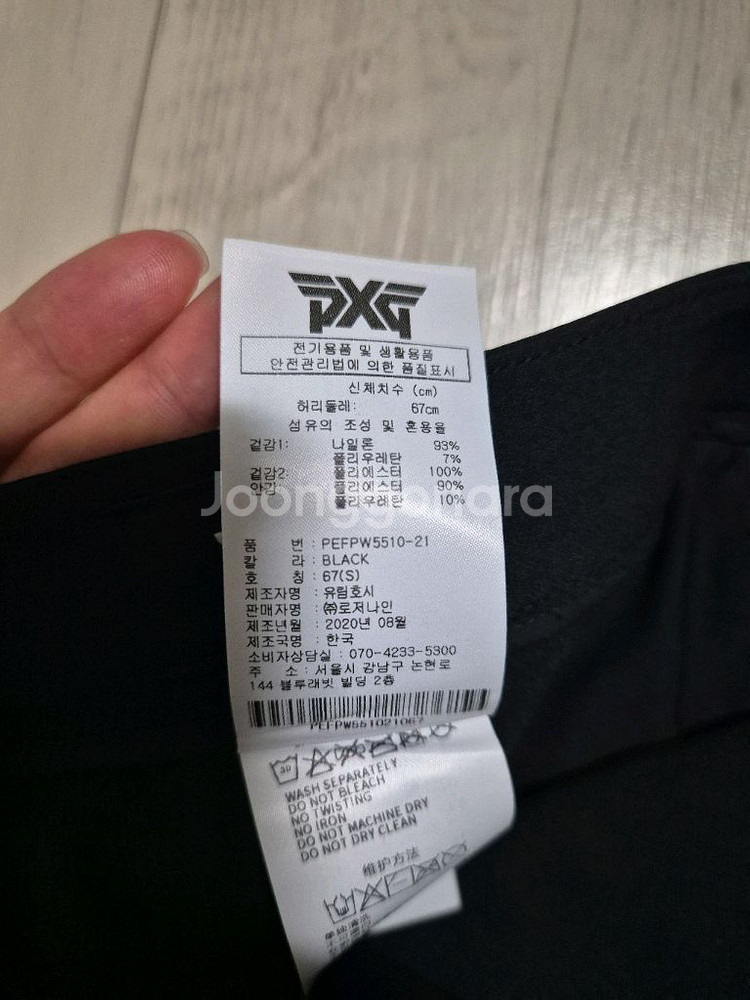 PXG
전기용품 및 생활용품
안전관리법에 의한 품질표시
신체치수 (cm)
허리둘레: 67cm
섬유의 조성 및 혼용율
겉감1: 나일론 93%
폴리우레탄 7%
겉감2: 폴리에스터 100%
안감: 폴리에스터 90%
폴리우레탄 10%
Joonggonara
품 번 : PEFPW5510-21
칼 라 : BLACK
호 칭 : 67(S)
제조자명 : 유림호시
판매자명 : ㈜로저나인
제조년월 : 2020년 08월
제조국명 : 한국
소비자상담실 : 070-4233-5300
주 소 : 서울시 강남구 논현로
144 블루래빗 빌딩 2층
PEFPW551021067
30
WASH SEPARATELY
DO NOT BLEACH
NO TWISTING
NO IRON
DO NOT MACHINE DRY
DO NOT DRY CLEAN
维护方法